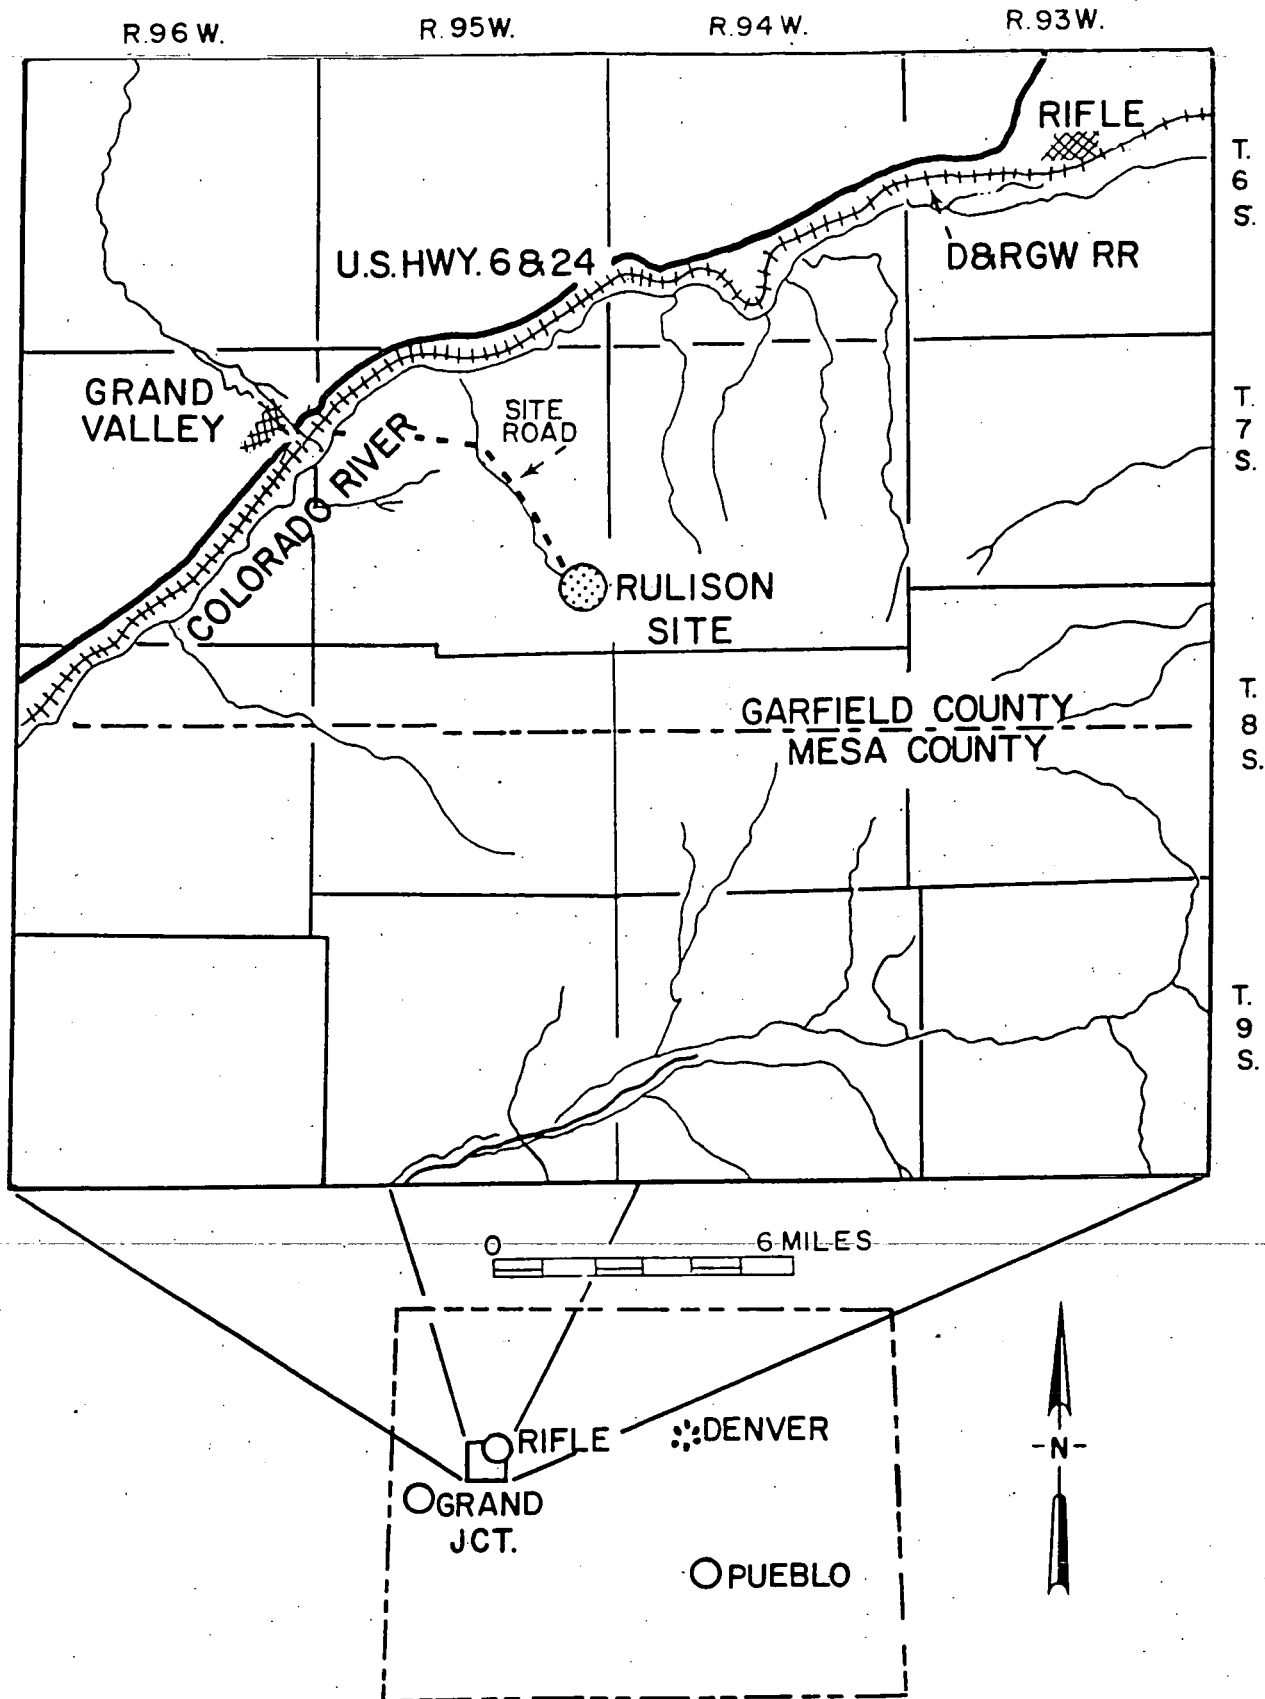 R.96 W.
R.95W.
R.94W.
R.93W.
RIFLE
T.
6
S.
U.S.HWY. 6 & 24
D&RGW RR
GRAND
VALLEY
SITE
ROAD
T.
7
S.
COLORADO RIVER
RULISON
SITE
T.
8
S.
GARFIELD COUNTY
MESA COUNTY
T.
9
S.
0
6 MILES
RIFLE
DENVER
-N-
GRAND
JCT.
PUEBLO